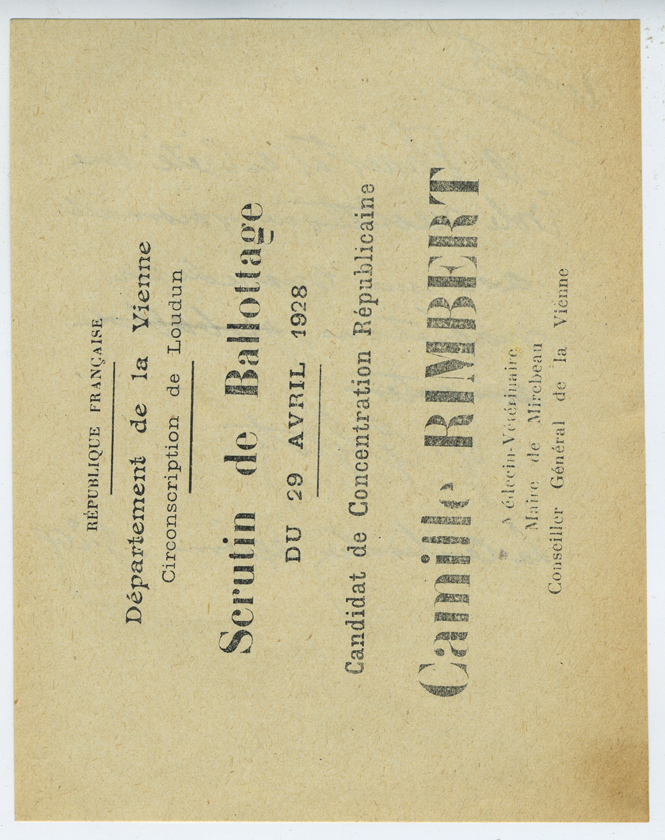 RÉPUBLIQUE FRANÇAISE
Département de la Vienne
Circonscription de Loudun
Scrutin de Ballottage
DU 29 AVRIL 1928
Candidat de Concentration Républicaine
Camille RIMBERT
Médecin-Vétérinaire
Maire de Mirebeau
Conseiller Général de la Vienne